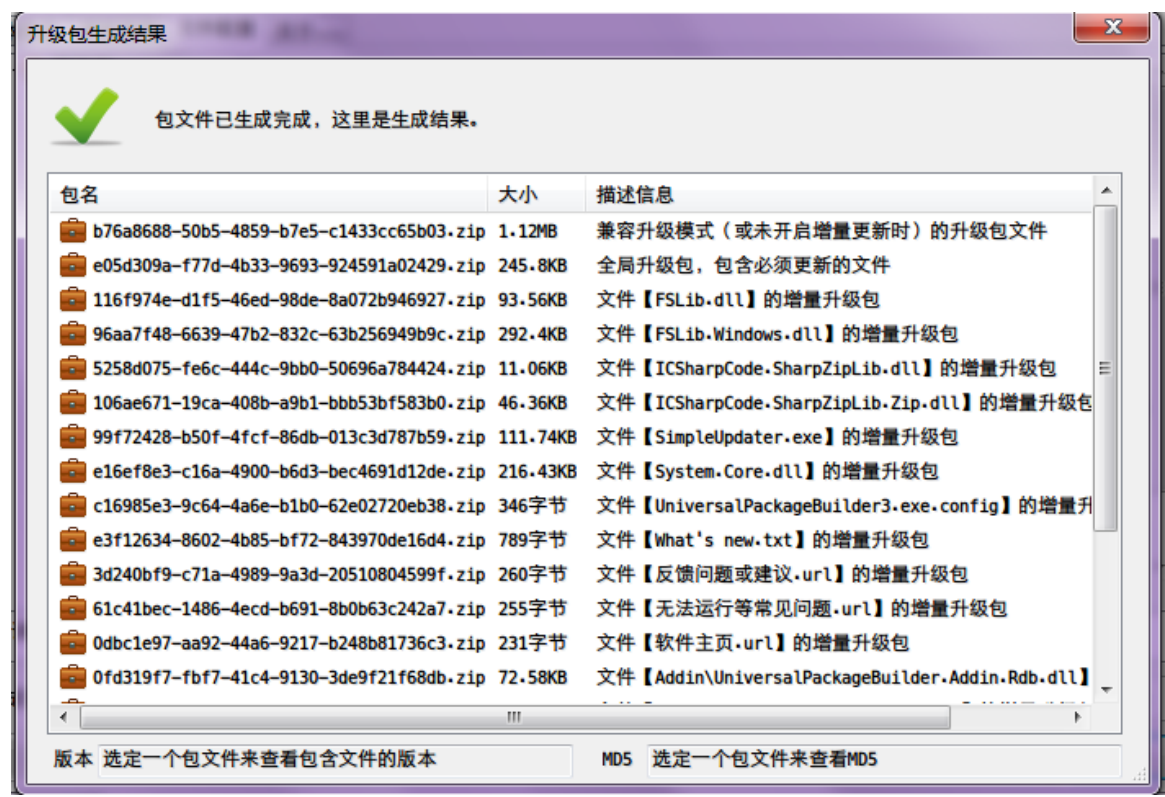 升级包生成结果
包文件已生成完成，这里是生成结果。
包名 大小 描述信息
b76a8688-50b5-4859-b7e5-c1433cc65b03.zip 1.12MB 兼容升级模式（或未开启增量更新时）的升级包文件
e05d309a-f77d-4b33-9693-924591a02429.zip 245.8KB 全局升级包，包含必须更新的文件
116f974e-d1f5-46ed-98de-8a072b946927.zip 93.56KB 文件【FSLib.dll】的增量升级包
96aa7f48-6639-47b2-832c-63b256949b9c.zip 292.4KB 文件【FSLib.Windows.dll】的增量升级包
5258d075-fe6c-444c-9bb0-50696a784424.zip 11.06KB 文件【ICSharpCode.SharpZipLib.dll】的增量升级包
106ae671-19ca-408b-a9b1-bbb53bf583b0.zip 46.36KB 文件【ICSharpCode.SharpZipLib.Zip.dll】的增量升级包
99f72428-b50f-4fcf-86db-013c3d787b59.zip 111.74KB 文件【SimpleUpdater.exe】的增量升级包
e16ef8e3-c16a-4900-b6d3-bec4691d12de.zip 216.43KB 文件【System.Core.dll】的增量升级包
c16985e3-9c64-4a6e-b1b0-62e02720eb38.zip 346字节 文件【UniversalPackageBuilder3.exe.config】的增量升
e3f12634-8602-4b85-bf72-843970de16d4.zip 789字节 文件【What's new.txt】的增量升级包
3d240bf9-c71a-4989-9a3d-20510804599f.zip 260字节 文件【反馈问题或建议.url】的增量升级包
61c41bec-1486-4ecd-b691-8b0b63c242a7.zip 255字节 文件【无法运行等常见问题.url】的增量升级包
0dbc1e97-aa92-44a6-9217-b248b81736c3.zip 231字节 文件【软件主页.url】的增量升级包
0fd319f7-fbf7-41c4-9130-3de9f21f68db.zip 72.58KB 文件【Addin\UniversalPackageBuilder.Addin.Rdb.dll】
版本 选定一个包文件来查看包含文件的版本 MD5 选定一个包文件来查看MD5